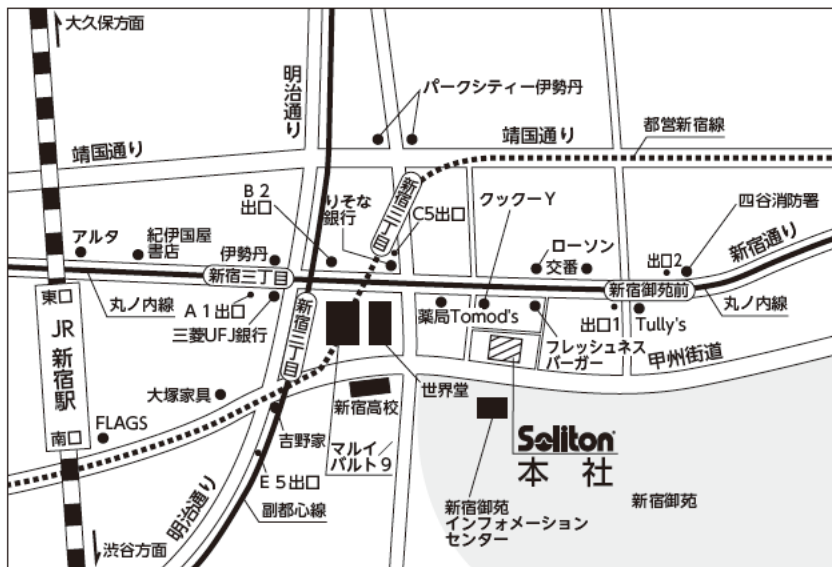 大久保方面
明治通り
パークシティー伊勢丹
都営新宿線
靖国通り
靖国通り
新宿三丁目
B2
出口
りそな
銀行
C5出口
クックーY
四谷消防署
アルタ
紀伊国屋
書店
伊勢丹
ローソン
交番
出口2
新宿通り
新宿三丁目
新宿御苑前
東口
丸ノ内線
A1出口
三菱UFJ銀行
新宿三丁目
薬局Tomod's
フレッシュネス
バーガー
出口1
Tully's
丸ノ内線
甲州街道
JR新宿駅
大塚家具
新宿高校
世界堂
南口
FLAGS
吉野家
マルイ/
バルト9
Soliton
本社
E5出口
副都心線
明治通り
新宿御苑
インフォメーション
センター
新宿御苑
渋谷方面